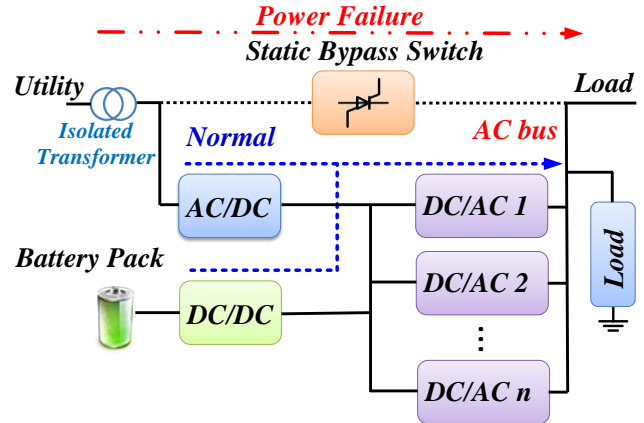 Power Failure
Static Bypass Switch
Utility
Load
Isolated
Transformer
Normal
AC bus
AC/DC
DC/AC 1
Battery Pack
DC/DC
DC/AC 2
Load
⋮
DC/AC n